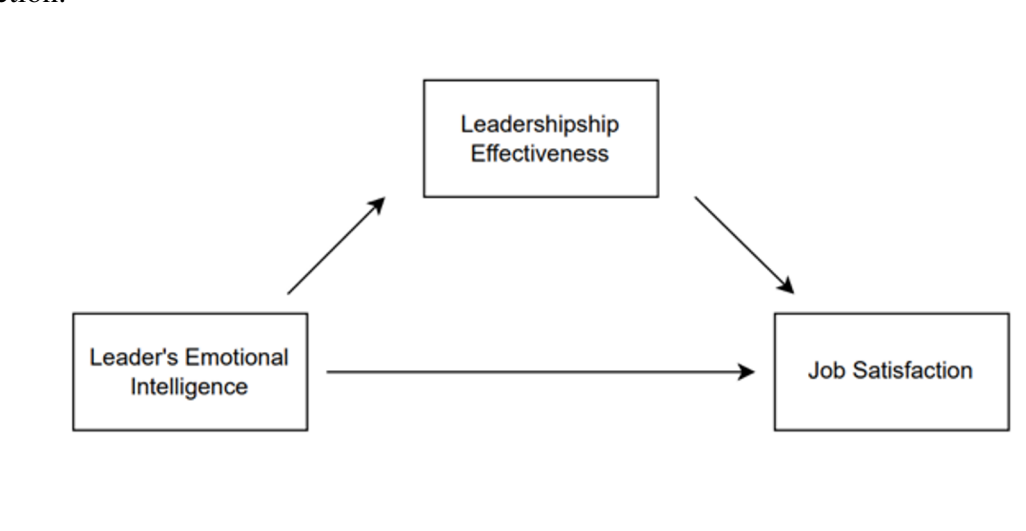 ction.
Leadershipship
Effectiveness
Leader's Emotional
Intelligence
Job Satisfaction